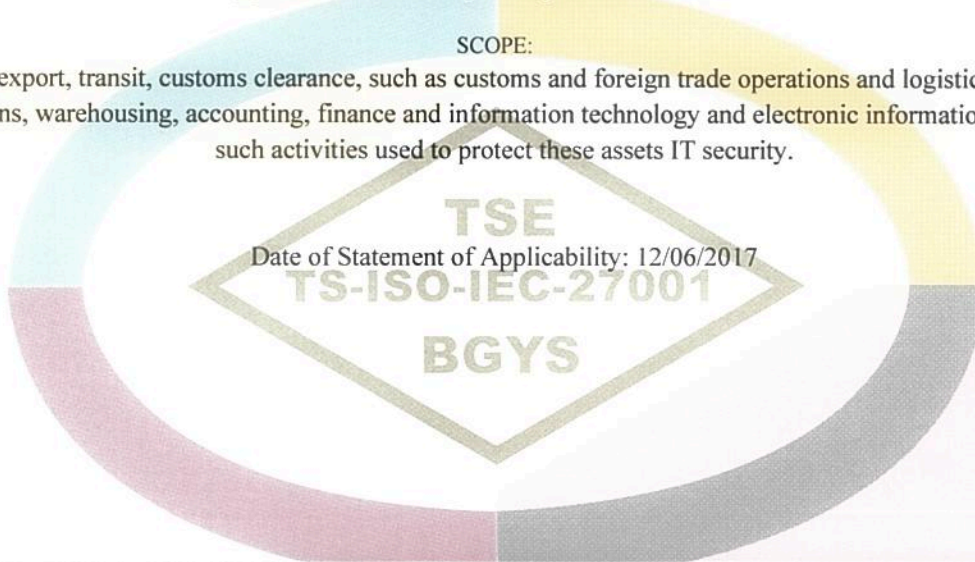 SCOPE:
export, transit, customs clearance, such as customs and foreign trade operations and logistic
ns, warehousing, accounting, finance and information technology and electronic informatio
such activities used to protect these assets IT security.
TSE
Date of Statement of Applicability: 12/06/2017
TS-ISO-IEC-27001
BGYS